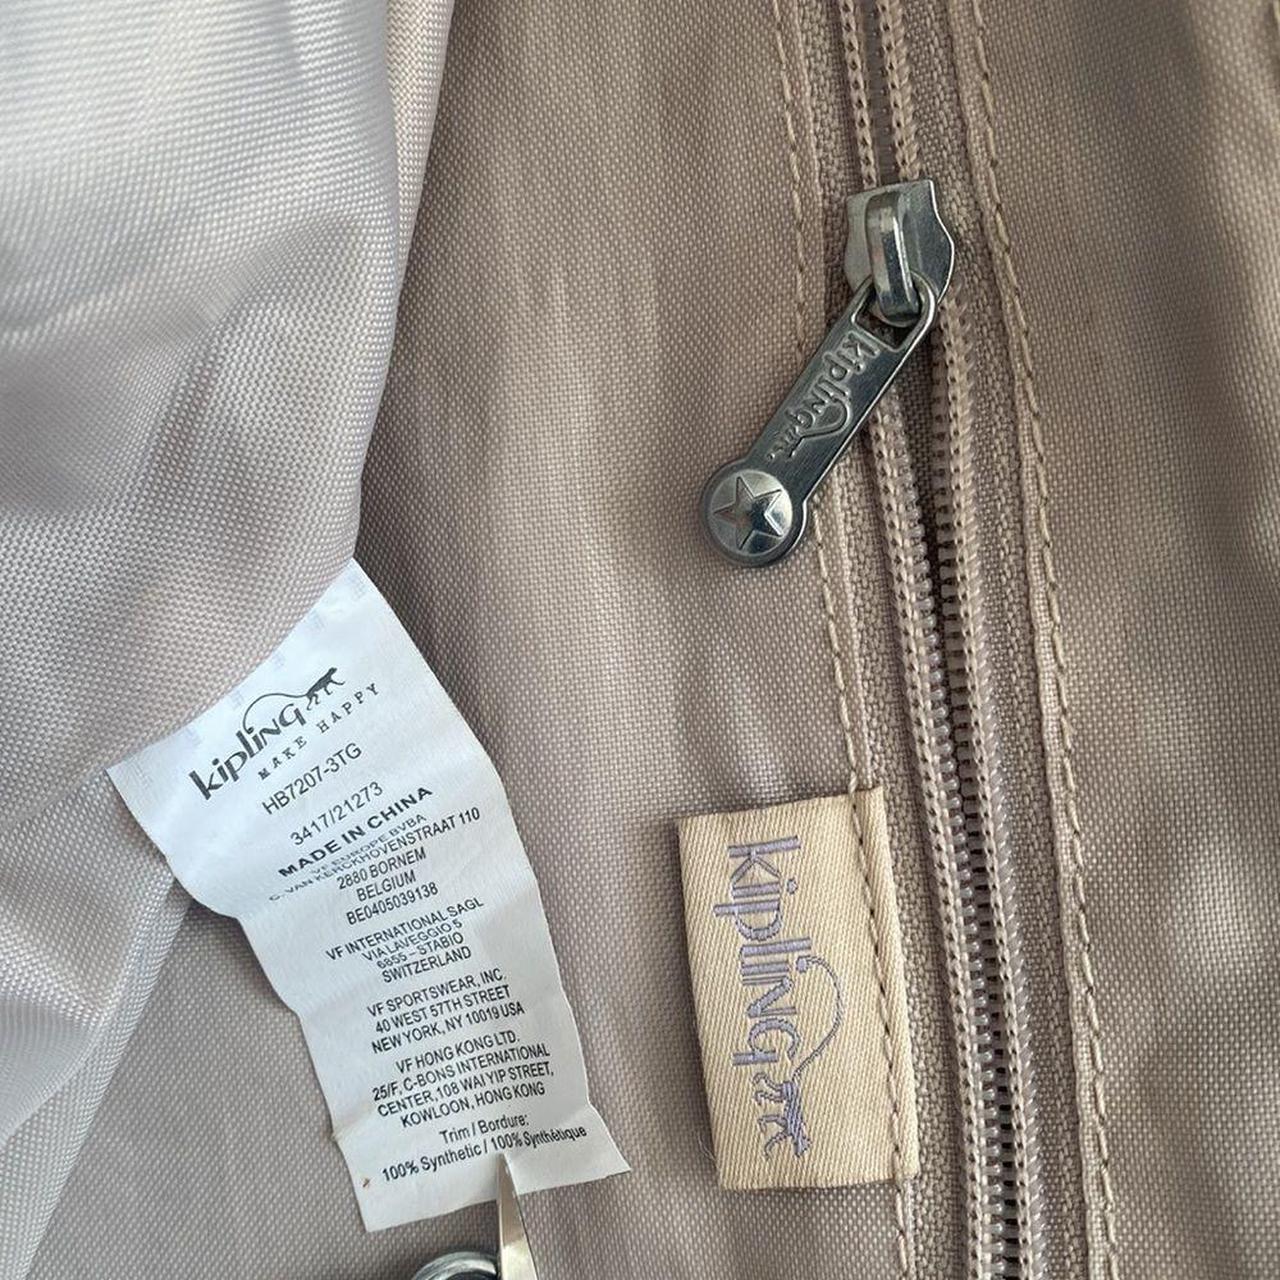 kipling
MAKE HAPPY
HB7207-3TG
3417/21273
MADE IN CHINA
VF EUROPE BVBA
C. VAN KERCKHOVENSTRAAT 110
2880 BORNEM
BELGIUM
BE0405039138
VF INTERNATIONAL SAGL
VIA LAVEGGIO 5
6855 – STABIO
SWITZERLAND
VF SPORTSWEAR, INC.
40 WEST 57TH STREET
NEW YORK, NY 10019 USA
VF HONG KONG LTD.
25/F, C-BONS INTERNATIONAL
CENTER, 108 WAI YIP STREET,
KOWLOON, HONG KONG
Trim / Bordure:
100% Synthetic / 100% Synthétique
kipling
kipling